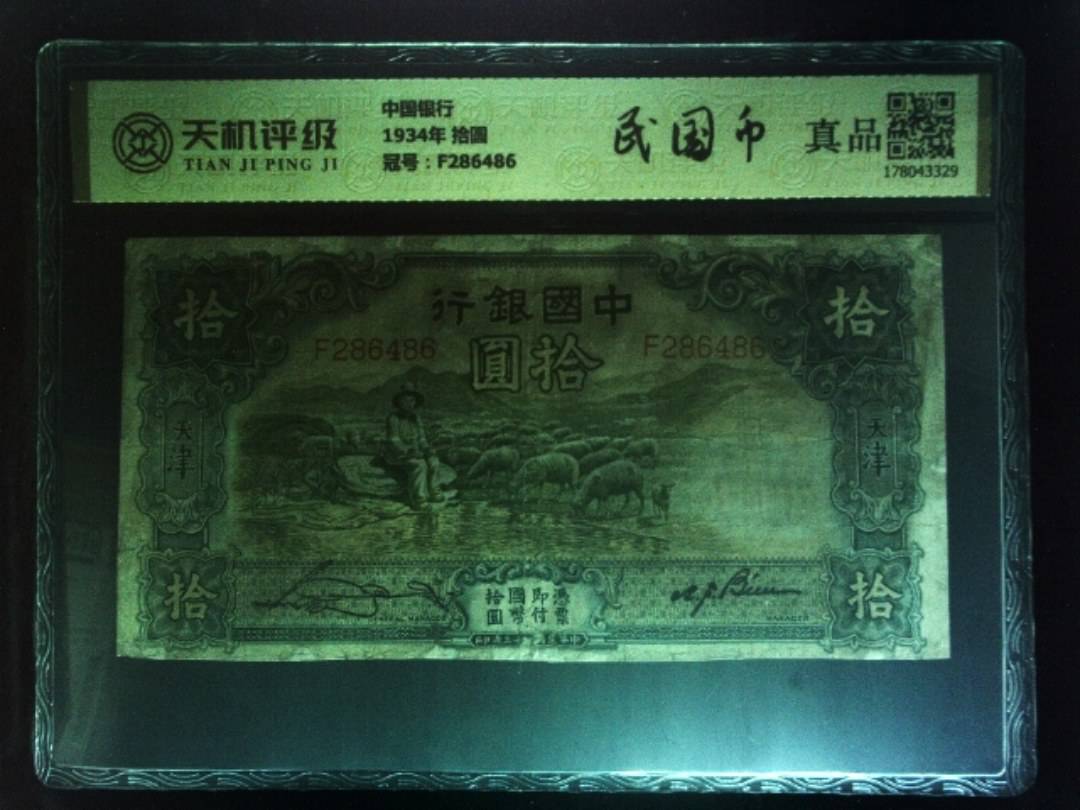 天机评级
TIAN JI PING JI
中国银行
1934年 拾圓
冠号：F286486
民国币
真品
178043329
行銀國中
拾
拾
F286486
F286486
圓拾
天津
天津
拾
拾
憑票
即付
國幣
拾圓
MANAGER